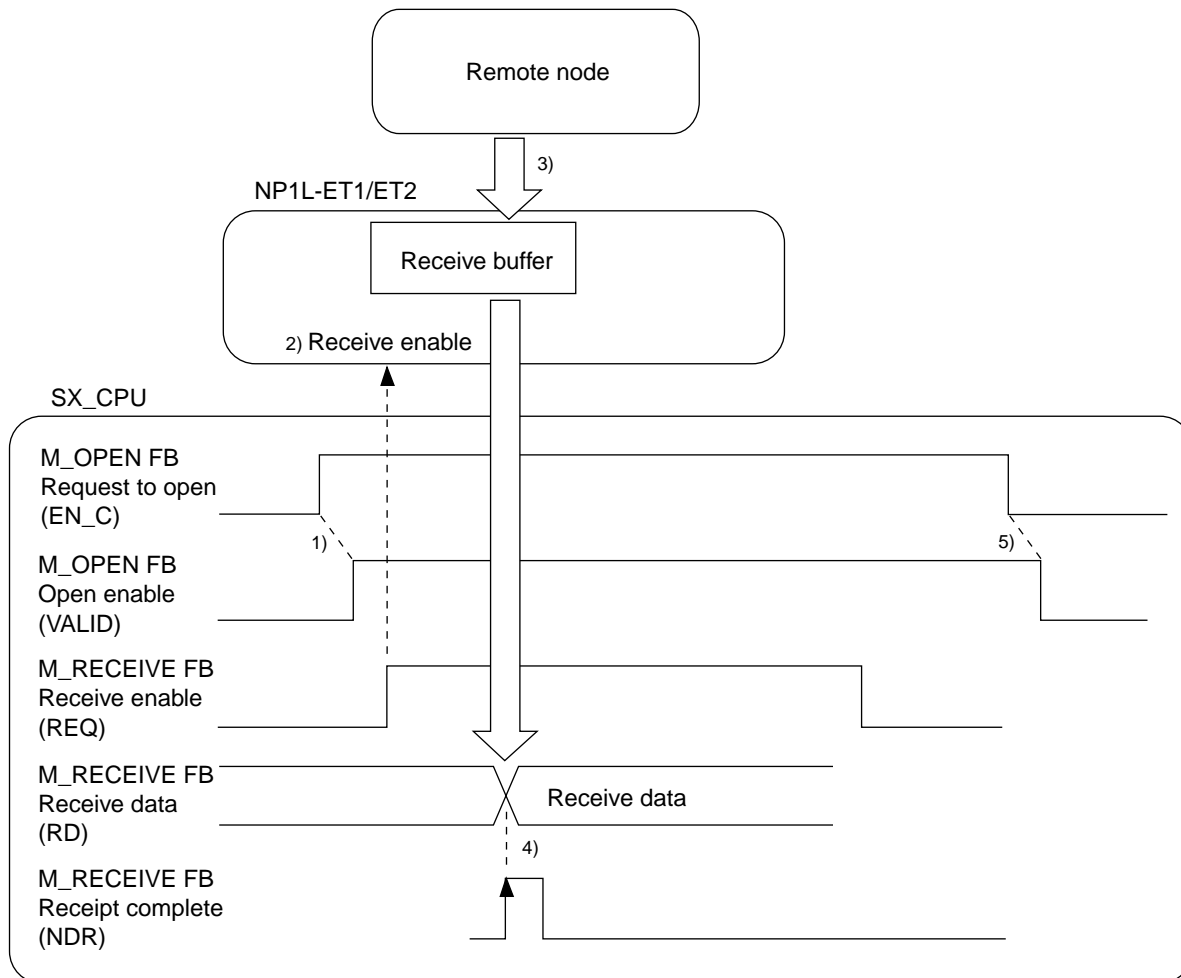 Remote node
3)
NP1L-ET1/ET2
Receive buffer
2) Receive enable
SX_CPU
M_OPEN FB
Request to open
(EN_C)
1)
5)
M_OPEN FB
Open enable
(VALID)
M_RECEIVE FB
Receive enable
(REQ)
M_RECEIVE FB
Receive data
(RD)
Receive data
4)
M_RECEIVE FB
Receipt complete
(NDR)